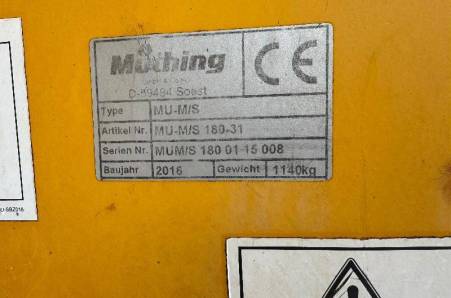 Müthing
D-59494 Soest
CE
Type MU-M/S
Artikel Nr. MU-M/S 180-31
Serien Nr. MUM/S 180 01 15 008
Baujahr 2016 Gewicht 1140kg